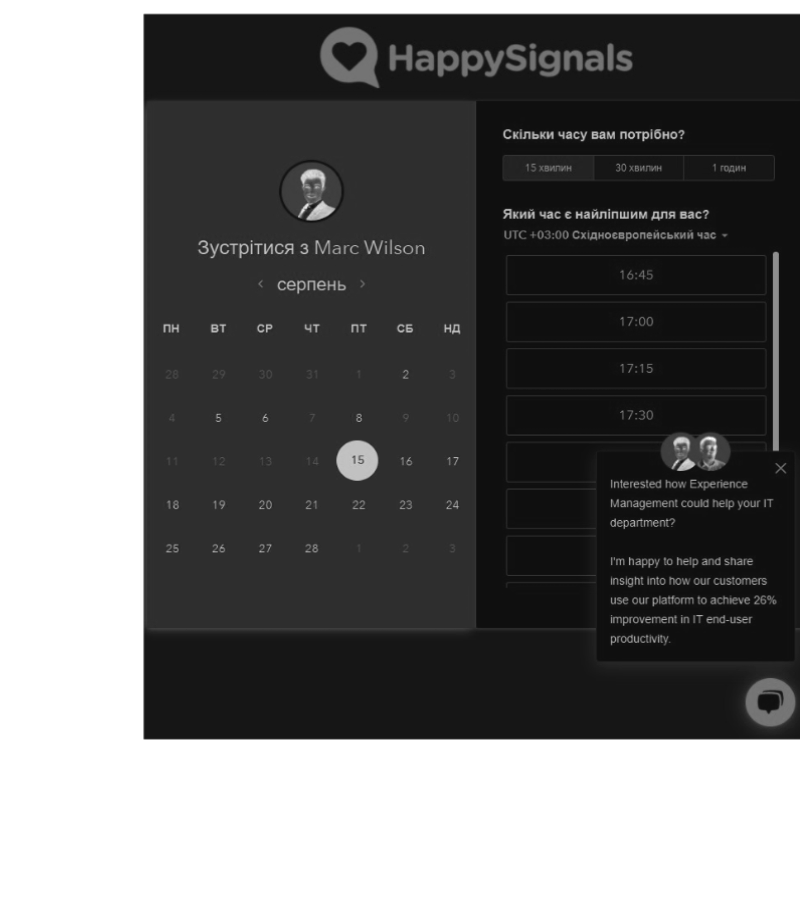 HappySignals
Зустрітися з Marc Wilson
серпень
ПН ВТ СР ЧТ ПТ СБ НД
28 29 30 31 1 2 3
4 5 6 7 8 9 10
11 12 13 14 15 16 17
18 19 20 21 22 23 24
25 26 27 28 1 2 3
Скільки часу вам потрібно?
15 хвилин 30 хвилин 1 годин
Який час є найліпшим для вас?
UTC +03:00 Східноєвропейський час
16:45
17:00
17:15
17:30
Interested how Experience
Management could help your IT
department?
I'm happy to help and share
insight into how our customers
use our platform to achieve 26%
improvement in IT end-user
productivity.